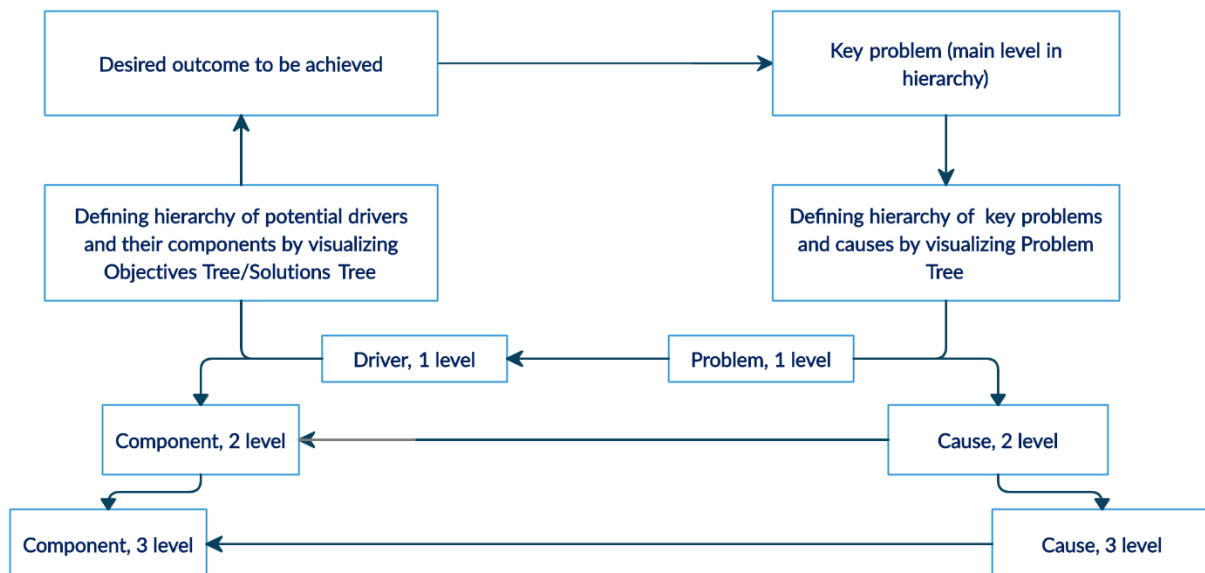 Desired outcome to be achieved
Key problem (main level in
hierarchy)
Defining hierarchy of potential drivers
and their components by visualizing
Objectives Tree/Solutions Tree
Defining hierarchy of key problems
and causes by visualizing Problem
Tree
Driver, 1 level
Problem, 1 level
Component, 2 level
Cause, 2 level
Component, 3 level
Cause, 3 level